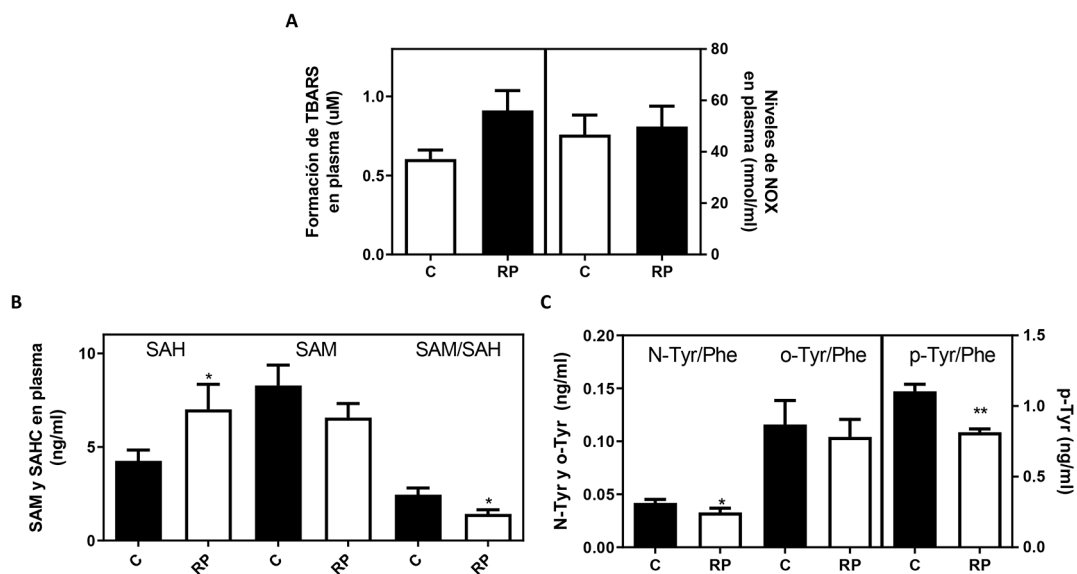 A
Formación de TBARS
en plasma (uM)
1.0
0.5
0.0
80
60
40
20
0
Niveles de NOX
en plasma (nmol/ml)
C
RP
C
RP
B
SAM y SAHC en plasma
(ng/ml)
10
5
0
SAH
SAM
SAM/SAH
*
*
C
RP
C
RP
C
RP
C
N-Tyr y o-Tyr (ng/ml)
0.20
0.15
0.10
0.05
0.00
N-Tyr/Phe
o-Tyr/Phe
p-Tyr/Phe
*
**
1.5
1.0
0.5
0.0
p-Tyr (ng/ml)
C
RP
C
RP
C
RP